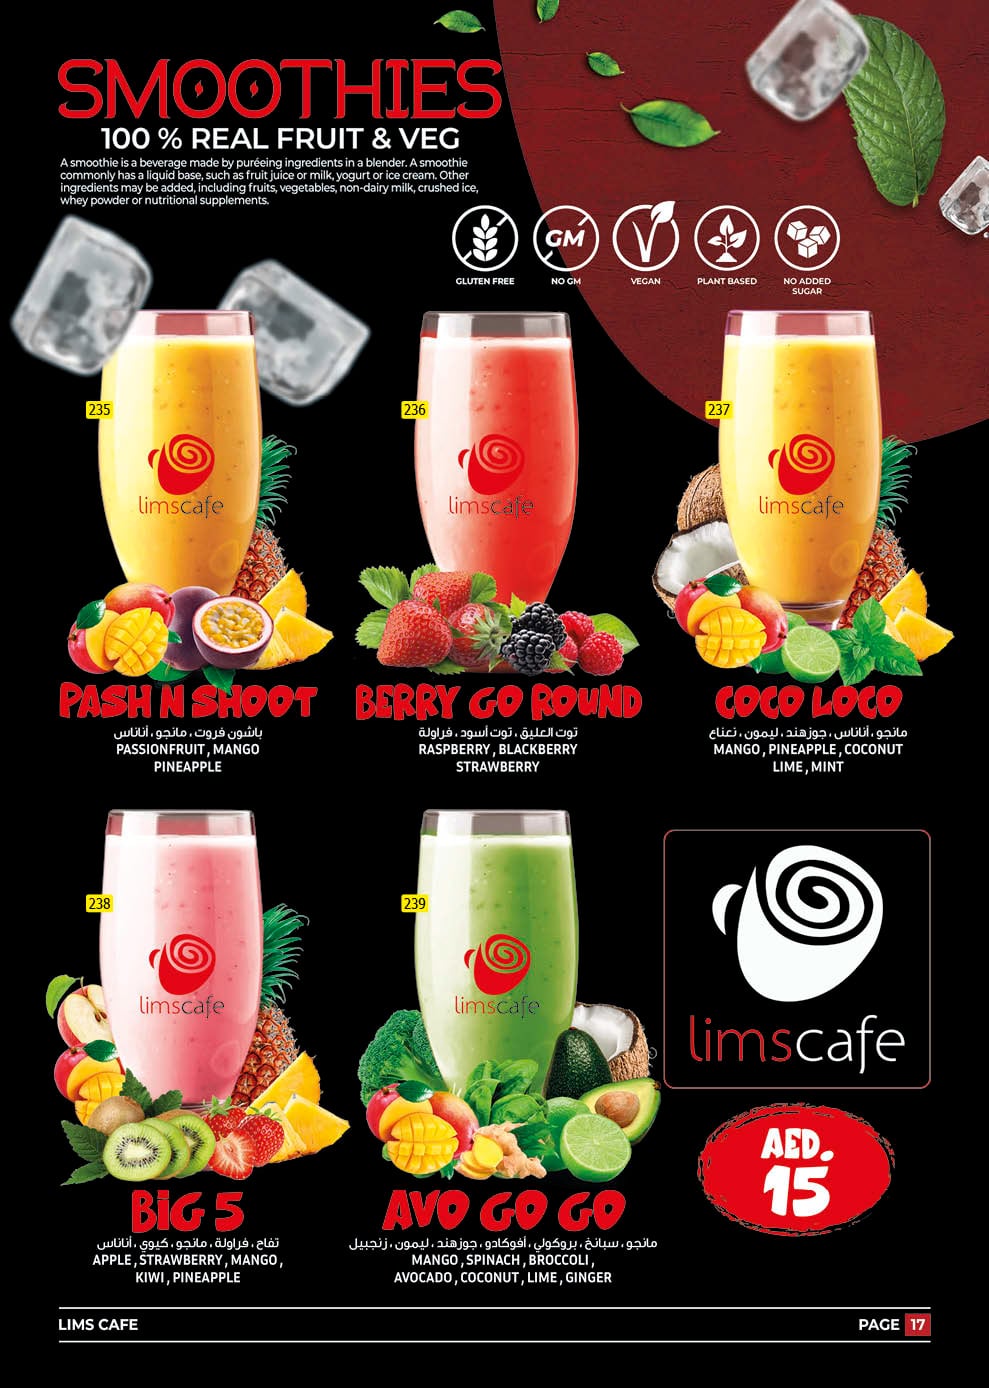 SMOOTHIES
100 % REAL FRUIT & VEG
A smoothie is a beverage made by puréeing ingredients in a blender. A smoothie
commonly has a liquid base, such as fruit juice or milk, yogurt or ice cream. Other
ingredients may be added, including fruits, vegetables, non-dairy milk, crushed ice,
whey powder or nutritional supplements.
GLUTEN FREE
GM
NO GM
VEGAN
PLANT BASED
NO ADDED
SUGAR
235
limscafe
PASH N SHOOT
باشون فروت ، مانجو ، أناناس
PASSIONFRUIT , MANGO
PINEAPPLE
236
limscafe
BERRY GO ROUND
توت العليق ، توت أسود ، فراولة
RASPBERRY , BLACKBERRY
STRAWBERRY
237
limscafe
COCO LOCO
مانجو ، أناناس ، جوزهند ، ليمون ، نعناع
MANGO , PINEAPPLE , COCONUT
LIME , MINT
238
limscafe
BIG 5
تفاح ، فراولة ، مانجو ، كيوي ، أناناس
APPLE , STRAWBERRY , MANGO ,
KIWI , PINEAPPLE
239
limscafe
AVO GO GO
مانجو ، سبانخ ، بروكولي ، أفوكادو ، جوزهند ، ليمون ، زنجبيل
MANGO , SPINACH , BROCCOLI ,
AVOCADO , COCONUT , LIME , GINGER
limscafe
AED.
15
LIMS CAFE
PAGE 17